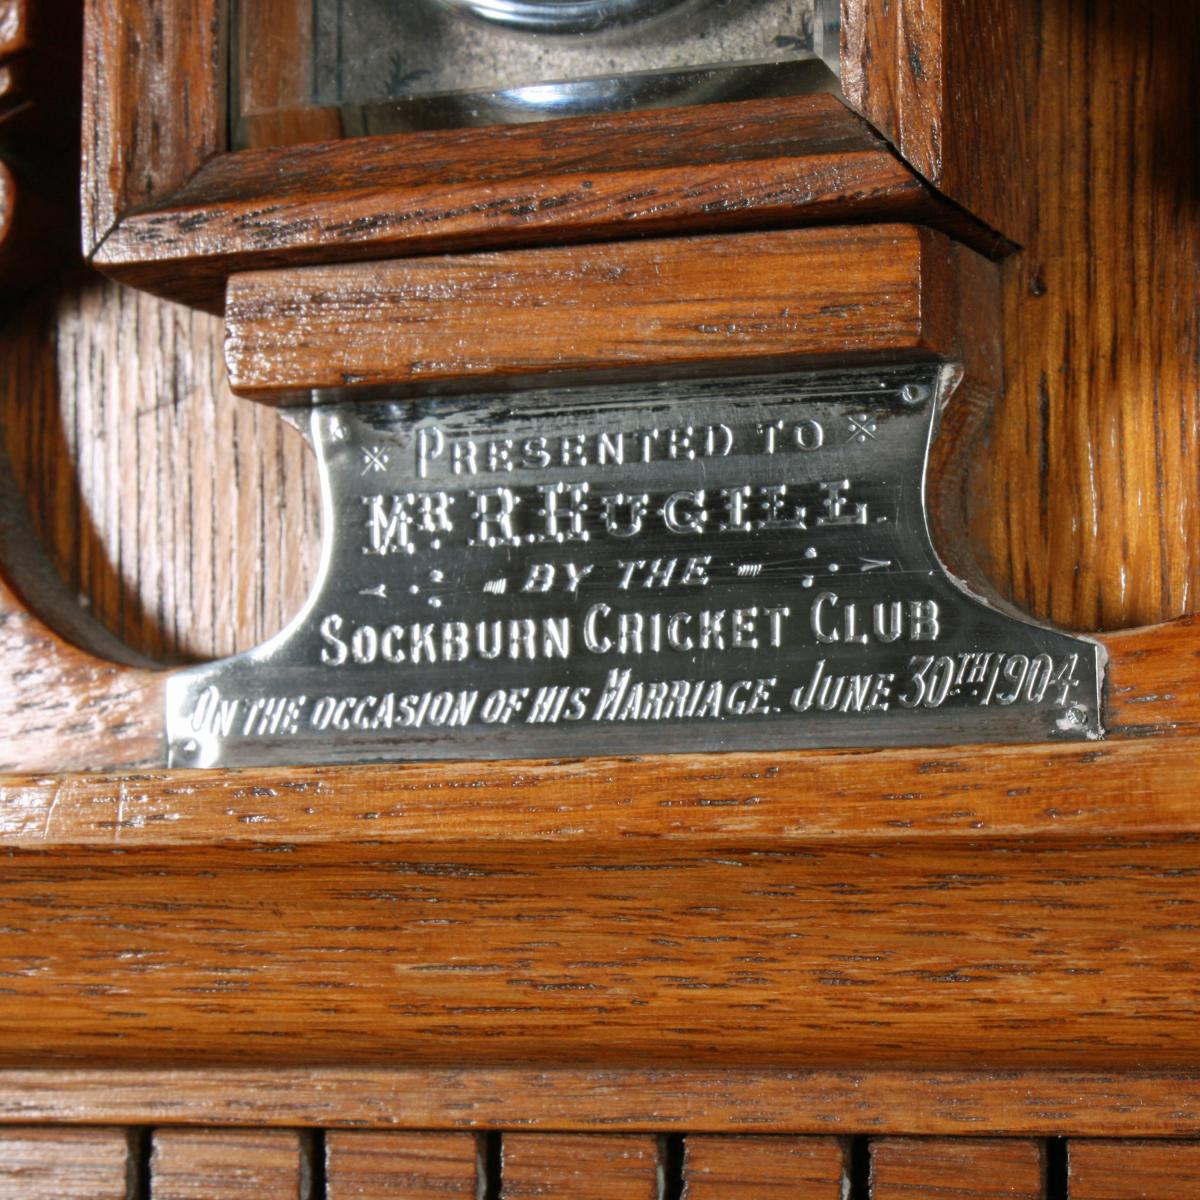 ※ PRESENTED TO ※
MR. R. HUGILL.
BY THE
SOCKBURN CRICKET CLUB
ON THE OCCASION OF HIS MARRIAGE. JUNE 30TH 1904